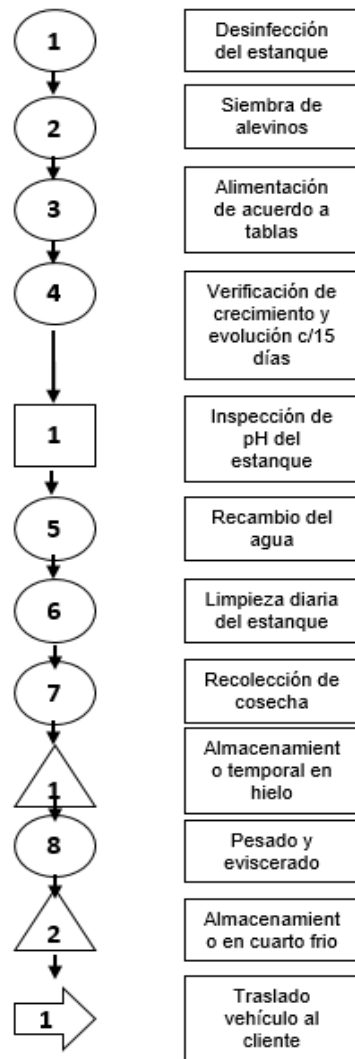 1
Desinfección
del estanque
2
Siembra de
alevinos
3
Alimentación
de acuerdo a
tablas
4
Verificación de
crecimiento y
evolución c/15
días
1
Inspección de
pH del
estanque
5
Recambio del
agua
6
Limpieza diaria
del estanque
7
Recolección de
cosecha
1
Almacenamient
o temporal en
hielo
8
Pesado y
eviscerado
2
Almacenamient
o en cuarto frio
1
Traslado
vehículo al
cliente